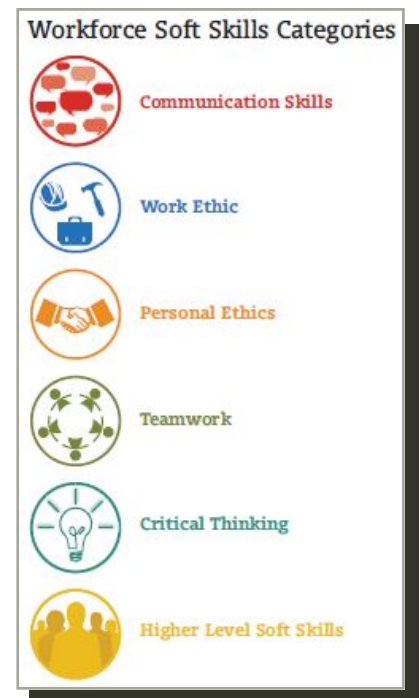 Workforce Soft Skills Categories
Communication Skills
Work Ethic
Personal Ethics
Teamwork
Critical Thinking
Higher Level Soft Skills